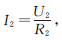 I₂ = U₂/R₂,